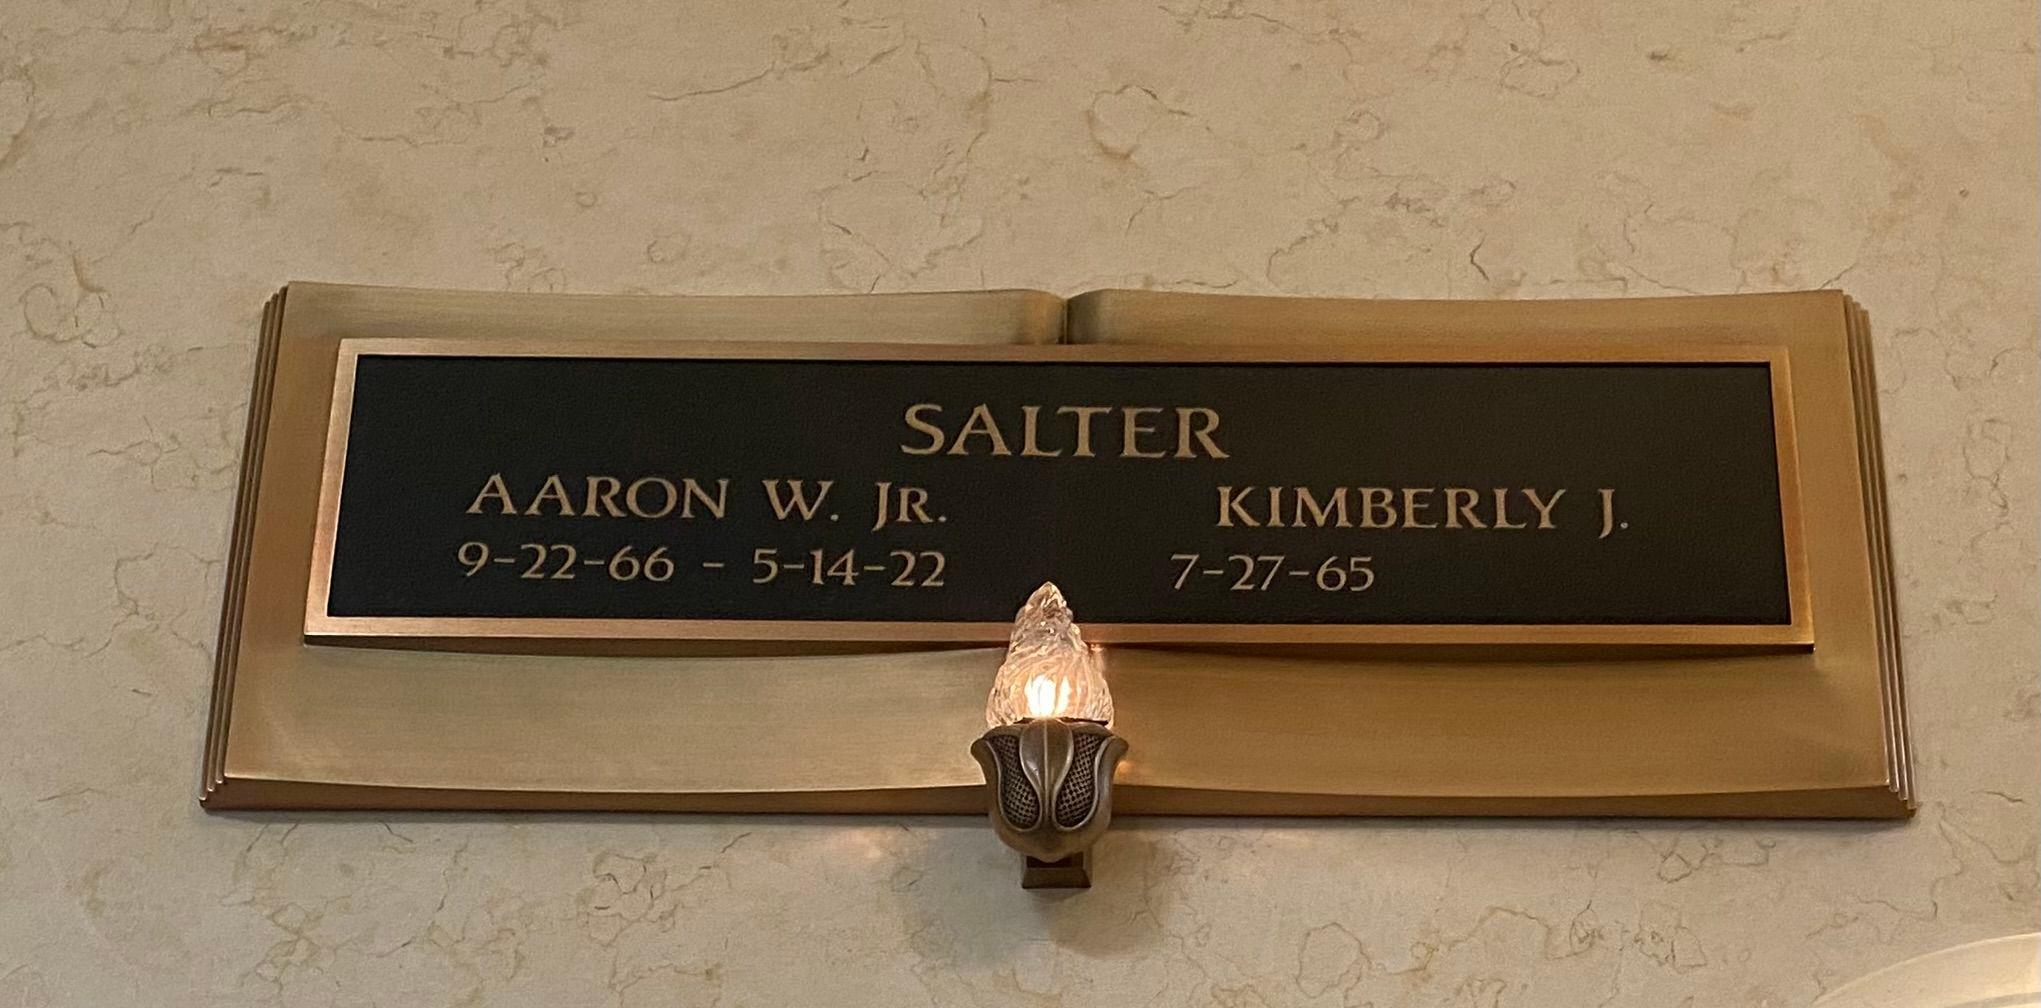 SALTER
AARON W. JR. KIMBERLY J.
9-22-66 - 5-14-22 7-27-65